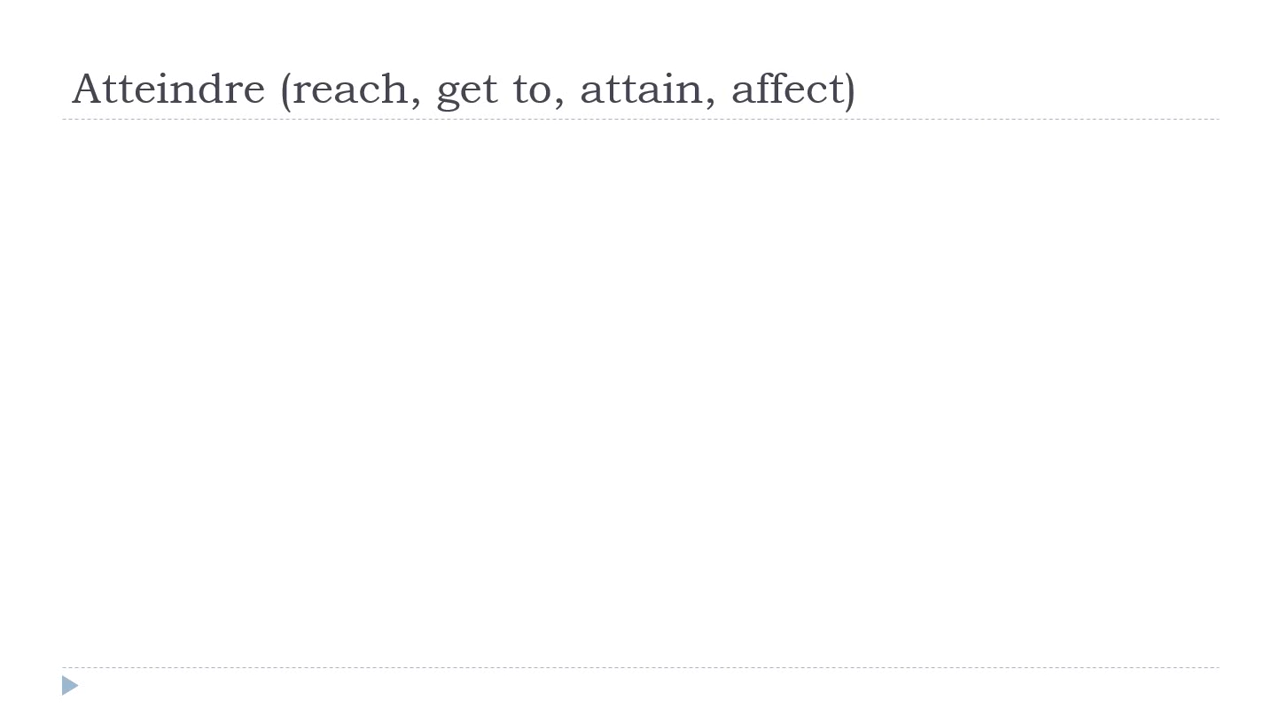 Atteindre (reach, get to, attain, affect)